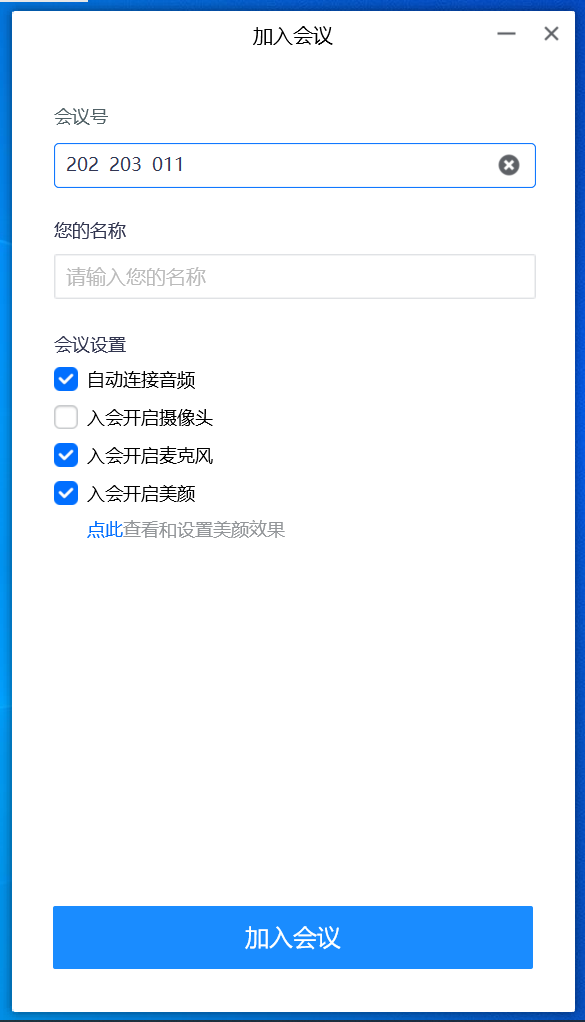 加入会议
会议号
202 203 011
您的名称
请输入您的名称
会议设置
自动连接音频
入会开启摄像头
入会开启麦克风
入会开启美颜
点此查看和设置美颜效果
加入会议